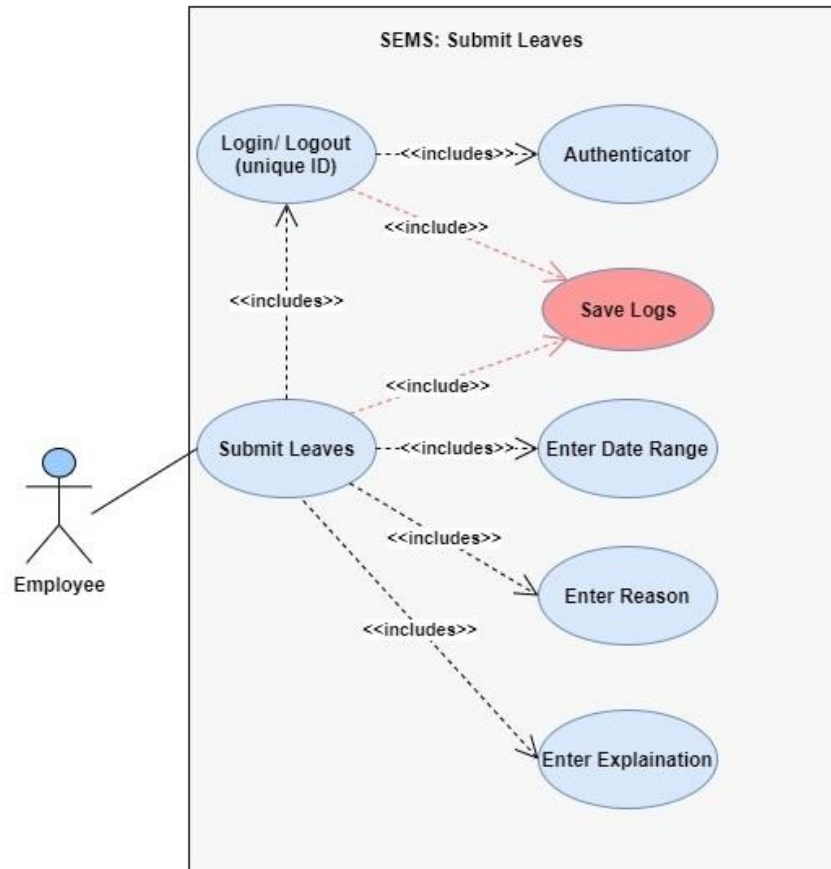 SEMS: Submit Leaves
Login/ Logout
(unique ID)
<<includes>>
Authenticator
<<include>>
<<includes>>
Save Logs
<<include>>
Submit Leaves
<<includes>>
Enter Date Range
<<includes>>
Employee
Enter Reason
<<includes>>
Enter Explaination